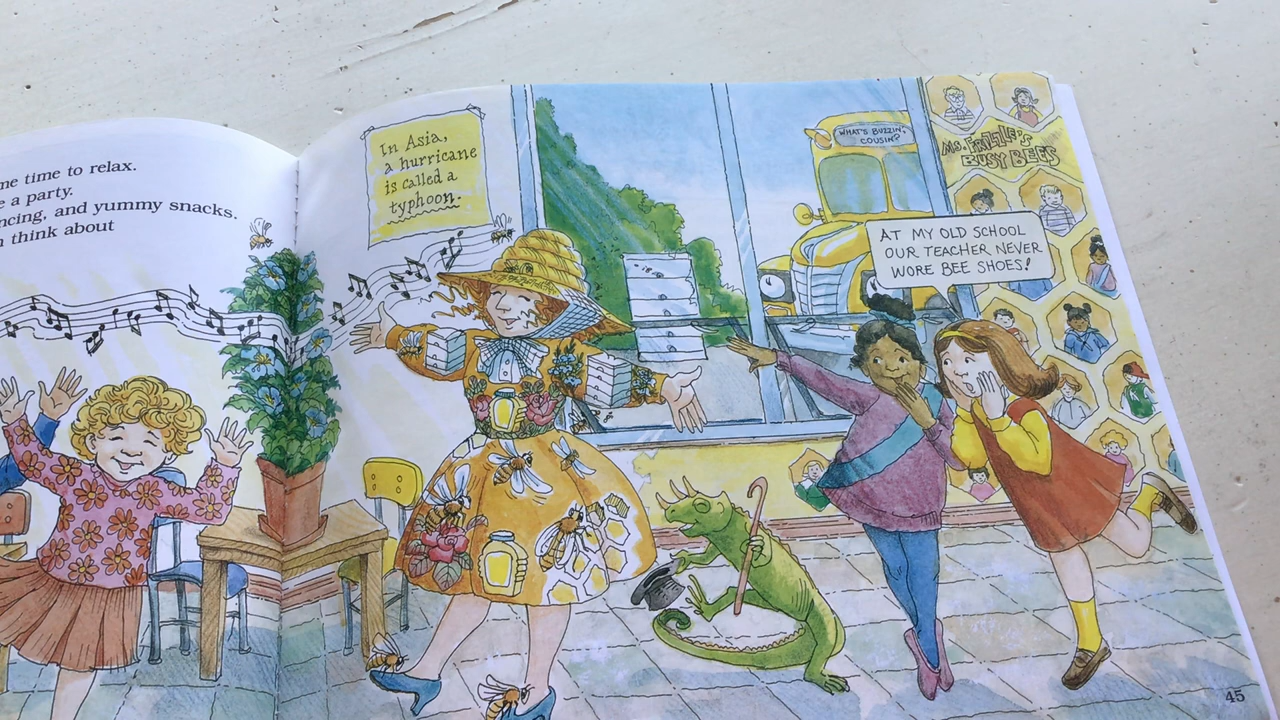 me time to relax.
e a party.
ncing, and yummy snacks.
n think about
In Asia,
a hurricane
is called a
typhoon.
WHAT'S BUZZIN',
COUSIN?
MS. FRIZZLE'S
BUSY BEES
AT MY OLD SCHOOL
OUR TEACHER NEVER
WORE BEE SHOES!
45